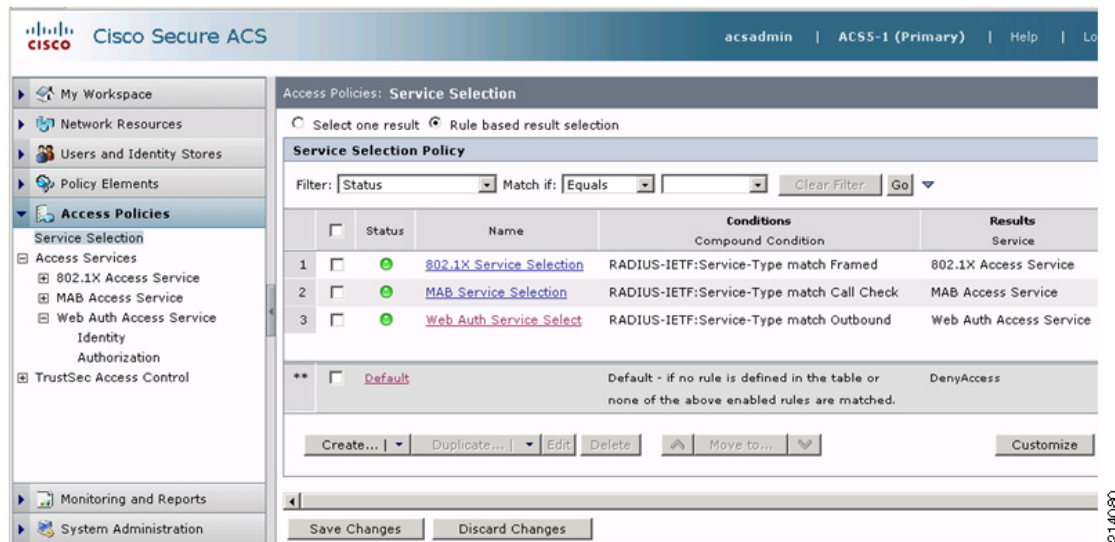 CISCO Cisco Secure ACS
acsadmin | ACS5-1 (Primary) | Help | Lo
My Workspace
Network Resources
Users and Identity Stores
Policy Elements
Access Policies
Service Selection
Access Services
802.1X Access Service
MAB Access Service
Web Auth Access Service
Identity
Authorization
TrustSec Access Control
Monitoring and Reports
System Administration
Access Policies: Service Selection
Select one result Rule based result selection
Service Selection Policy
Filter: Status Match if: Equals Clear Filter Go
Status Name Conditions Results
Compound Condition Service
1 802.1X Service Selection RADIUS-IETF:Service-Type match Framed 802.1X Access Service
2 MAB Service Selection RADIUS-IETF:Service-Type match Call Check MAB Access Service
3 Web Auth Service Select RADIUS-IETF:Service-Type match Outbound Web Auth Access Service
** Default Default - if no rule is defined in the table or DenyAccess
none of the above enabled rules are matched.
Create... | Duplicate... | Edit Delete Move to... Customize
Save Changes Discard Changes
214080